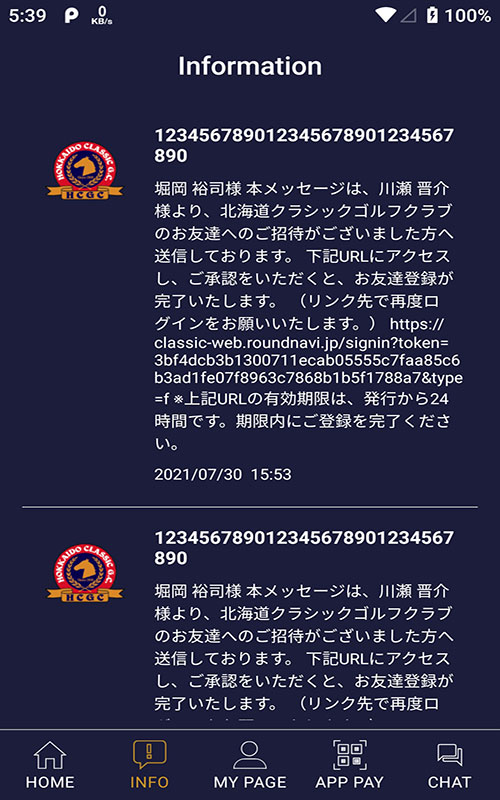 5:39 0 KB/s 100%
Information
HOKKAIDO CLASSIC G.C
HCGC
123456789012345678901234567
890
堀岡 裕司様 本メッセージは、川瀬 晋介
様より、北海道クラシックゴルフクラブ
のお友達へのご招待がございました方へ
送信しております。 下記URLにアクセス
し、ご承認をいただくと、お友達登録が
完了いたします。 （リンク先で再度ロ
グインをお願いいたします。） https://
classic-web.roundnavi.jp/signin?token=
3bf4dcb3b1300711ecab05555c7faa85c6
b3ad1fe07f8963c7868b1b5f1788a7&type
=f ※上記URLの有効期限は、発行から24
時間です。期限内にご登録を完了くださ
い。
2021/07/30 15:53
HOKKAIDO CLASSIC G.C
HCGC
123456789012345678901234567
890
堀岡 裕司様 本メッセージは、川瀬 晋介
様より、北海道クラシックゴルフクラブ
のお友達へのご招待がございました方へ
送信しております。 下記URLにアクセス
し、ご承認をいただくと、お友達登録が
完了いたします。 （リンク先で再度ロ
HOME INFO MY PAGE APP PAY CHAT